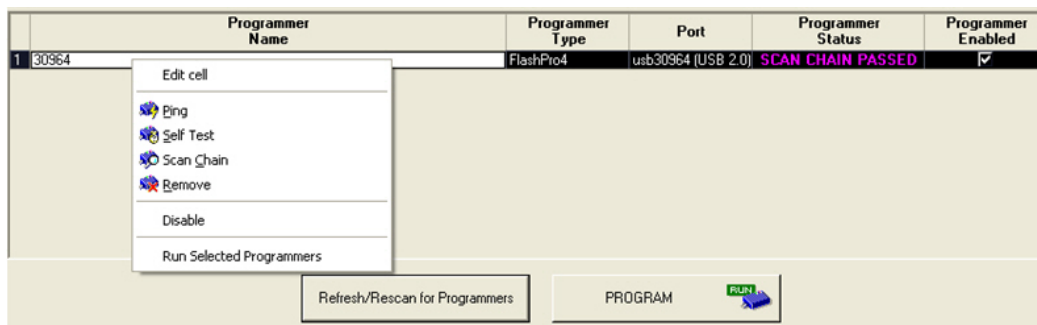 Programmer
Name
Programmer
Type
Port
Programmer
Status
Programmer
Enabled
1 30964 FlashPro4 usb30964 (USB 2.0) SCAN CHAIN PASSED
Edit cell
Ping
Self Test
Scan Chain
Remove
Disable
Run Selected Programmers
Refresh/Rescan for Programmers
PROGRAM
RUN